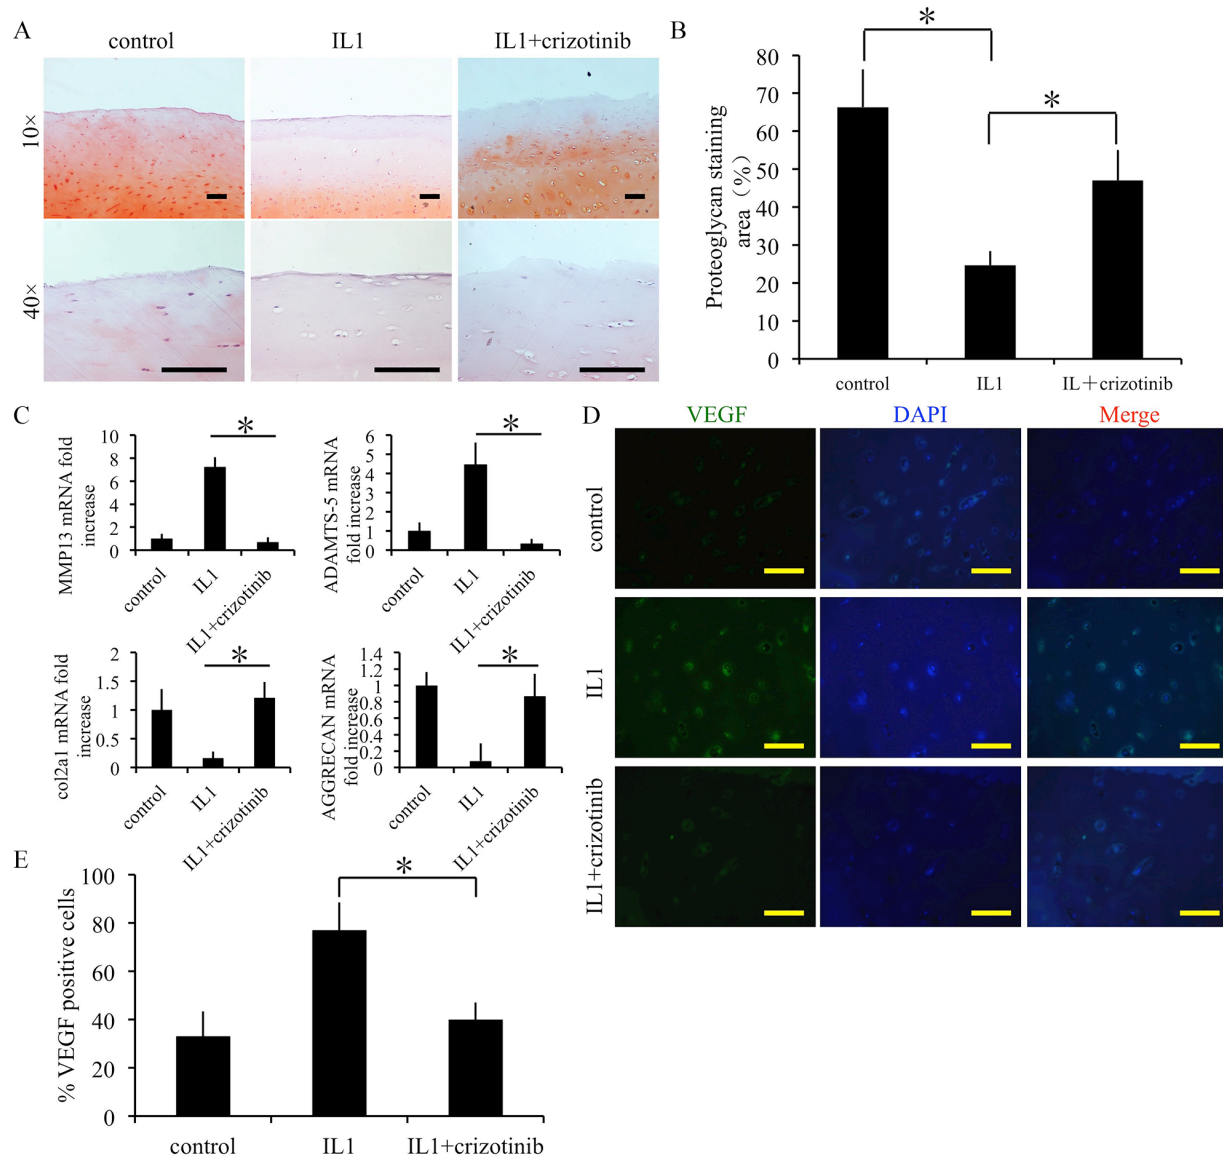 A
control
IL1
IL1+crizotinib
10×
40×
B
Proteoglycan staining
area (%)
80
70
60
50
40
30
20
10
0
*
*
control
IL1
IL+crizotinib
C
MMP13 mRNA fold
increase
10
8
6
4
2
0
*
control
IL1
IL1+crizotinib
ADAMTS-5 mRNA
fold increase
6
5
4
3
2
1
0
*
control
IL1
IL1+crizotinib
col2a1 mRNA fold
increase
2
1.5
1
0.5
0
*
control
IL1
IL1+crizotinib
AGGRECAN mRNA
fold increase
1.4
1.2
1
0.8
0.6
0.4
0.2
0
*
control
IL1
IL1+crizotinib
D
VEGF
DAPI
Merge
control
IL1
IL1+crizotinib
E
% VEGF positive cells
100
80
60
40
20
0
*
control
IL1
IL1+crizotinib